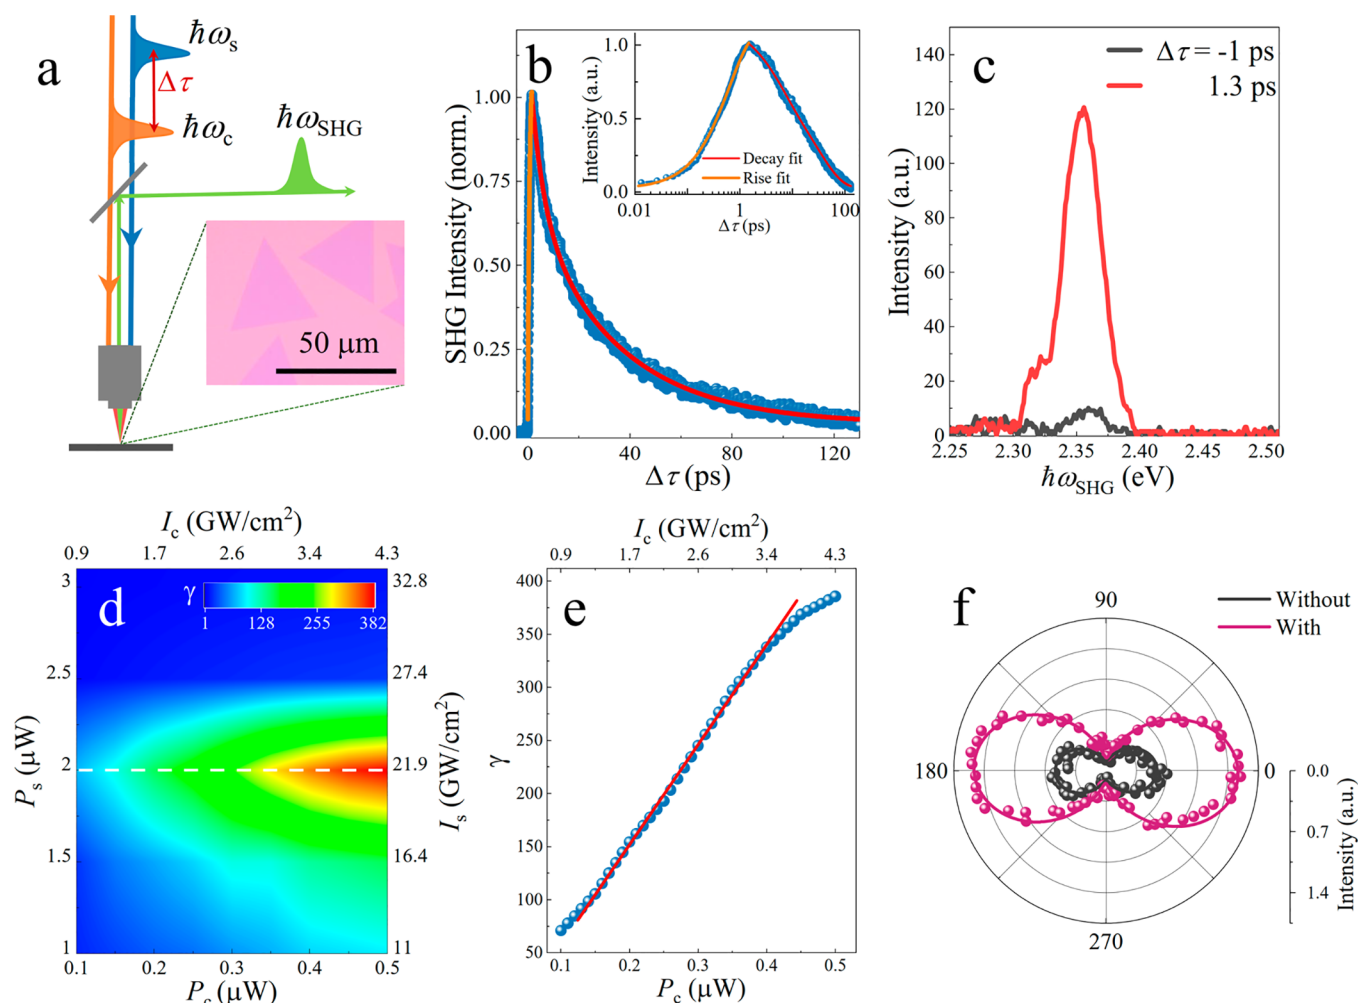 a
ℏωs
Δτ
ℏωc
ℏωSHG
50 μm
b
SHG Intensity (norm.)
1.00
0.75
0.50
0.25
0.00
0
40
80
120
Δτ (ps)
Intensity (a.u.)
1.0
0.5
0.0
Decay fit
Rise fit
0.01
1
100
Δτ (ps)
c
Δτ = -1 ps
1.3 ps
Intensity (a.u.)
140
120
100
80
60
40
20
0
2.25
2.30
2.35
2.40
2.45
2.50
ℏωSHG (eV)
Ic (GW/cm2)
0.9
1.7
2.6
3.4
4.3
d
γ
1
128
255
382
Ps (μW)
3
2.5
2
1.5
1
32.8
27.4
21.9
16.4
11
Is (GW/cm2)
0.1
0.2
0.3
0.4
0.5
Pc (μW)
Ic (GW/cm2)
0.9
1.7
2.6
3.4
4.3
e
γ
400
350
300
250
200
150
100
50
0.1
0.2
0.3
0.4
0.5
Pc (μW)
f
Without
With
90
180
0
270
0.0
0.7
1.4
Intensity (a.u.)